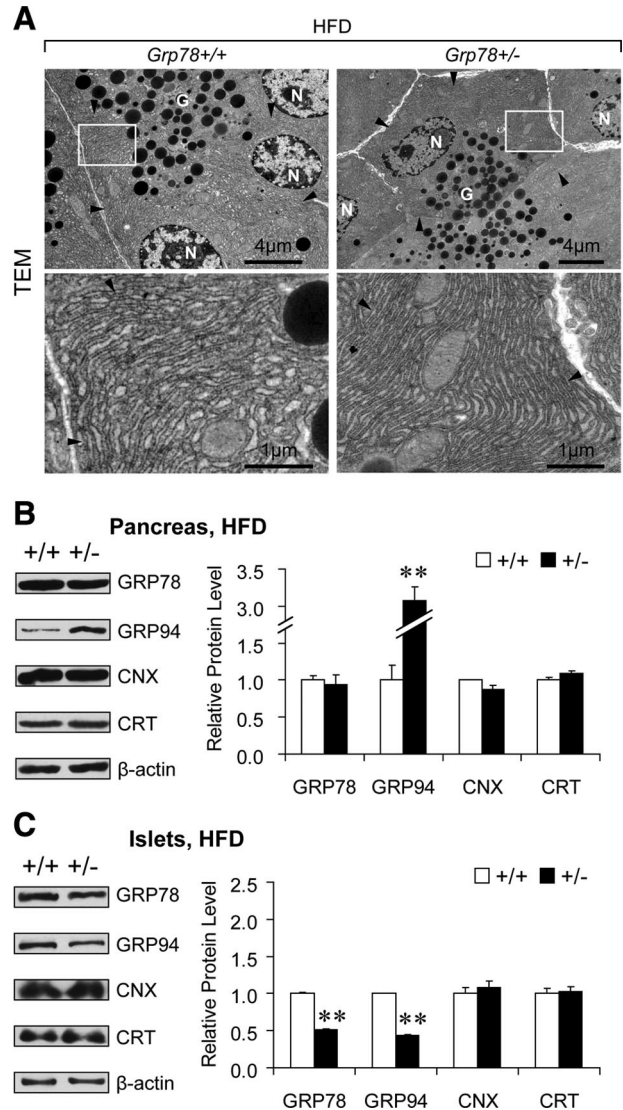 A
HFD
Grp78+/+
Grp78+/-
TEM
G
N
N
N
4μm
N
N
N
G
4μm
1μm
1μm
B
Pancreas, HFD
+/+ +/-
GRP78
GRP94
CNX
CRT
β-actin
+/+ +/-
Relative Protein Level
3.5
3.0
1.0
0.5
0.0
**
GRP78 GRP94 CNX CRT
C
Islets, HFD
+/+ +/-
GRP78
GRP94
CNX
CRT
β-actin
+/+ +/-
Relative Protein Level
2.5
2.0
1.5
1.0
0.5
0.0
**
**
GRP78 GRP94 CNX CRT